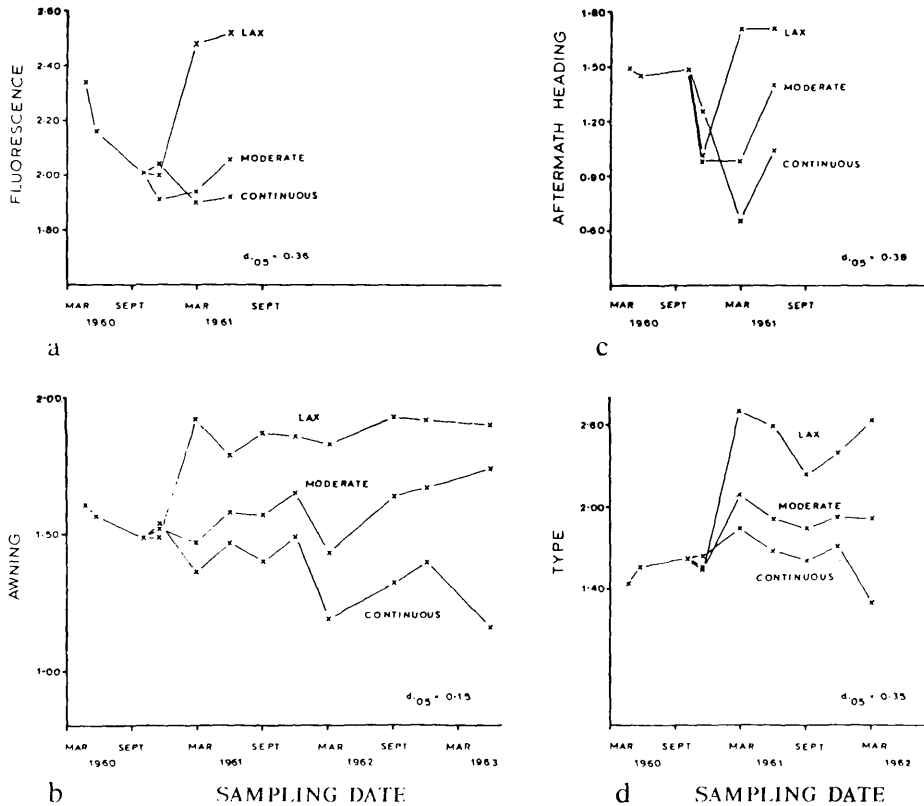 2·60
2·40
2·20
2·00
1·80
FLUORESCENCE
LAX
MODERATE
CONTINUOUS
d.₀₅ = 0·36
MAR SEPT MAR SEPT
1960 1961
a
1·80
1·50
1·20
0·90
0·60
AFTERMATH HEADING
LAX
MODERATE
CONTINUOUS
d.₀₅ = 0·38
MAR SEPT MAR SEPT
1960 1961
c
2·00
1·50
1·00
AWNING
LAX
MODERATE
CONTINUOUS
d.₀₅ = 0·15
MAR SEPT MAR SEPT MAR SEPT MAR
1960 1961 1962 1963
b SAMPLING DATE
2·60
2·00
1·40
TYPE
LAX
MODERATE
CONTINUOUS
d.₀₅ = 0·35
MAR SEPT MAR SEPT MAR
1960 1961 1962
d SAMPLING DATE